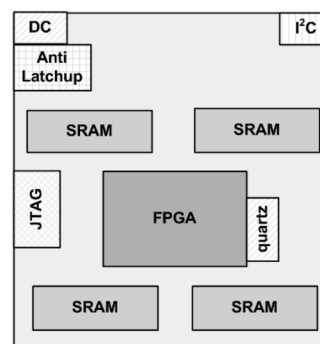 DC
I²C
Anti
Latchup
SRAM
SRAM
JTAG
FPGA
quartz
SRAM
SRAM